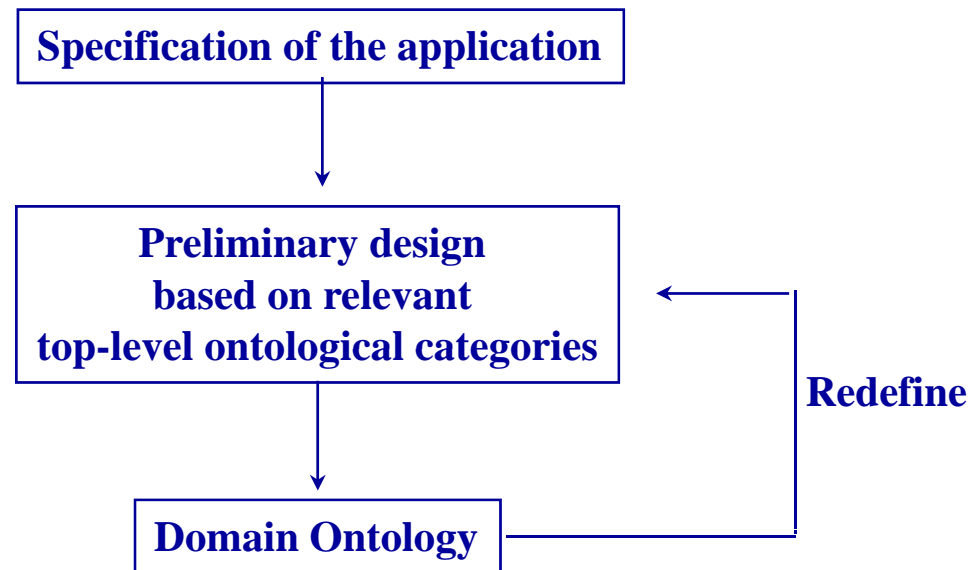 Specification of the application
Preliminary design
based on relevant
top-level ontological categories
Redefine
Domain Ontology